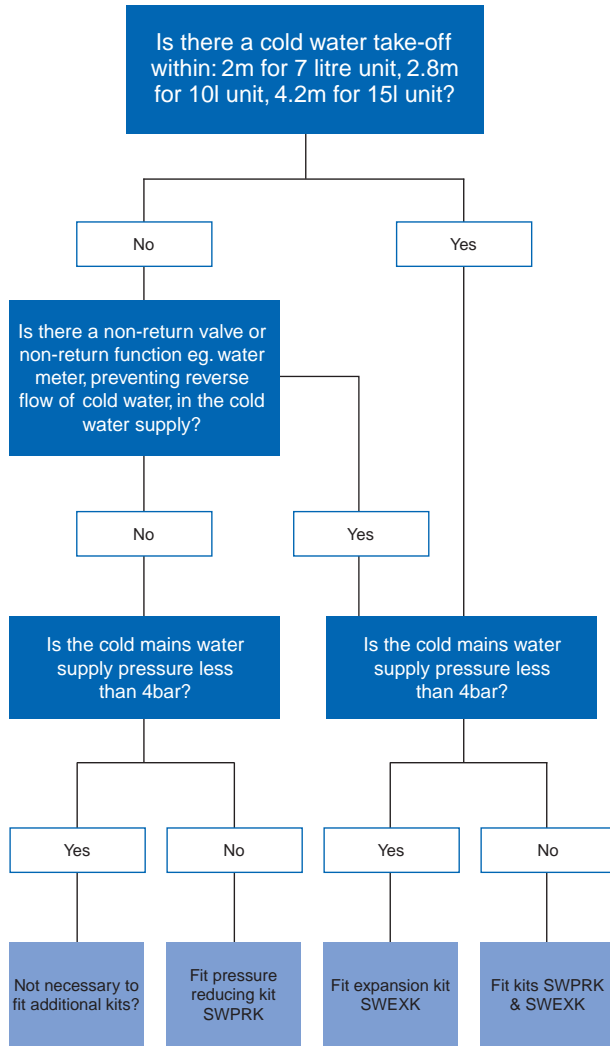 Is there a cold water take-off
within: 2m for 7 litre unit, 2.8m
for 10l unit, 4.2m for 15l unit?
No
Yes
Is there a non-return valve or
non-return function eg. water
meter, preventing reverse
flow of cold water, in the cold
water supply?
No
Yes
Is the cold mains water
supply pressure less
than 4bar?
Is the cold mains water
supply pressure less
than 4bar?
Yes
No
Yes
No
Not necessary to
fit additional kits?
Fit pressure
reducing kit
SWPRK
Fit expansion kit
SWEXK
Fit kits SWPRK
& SWEXK